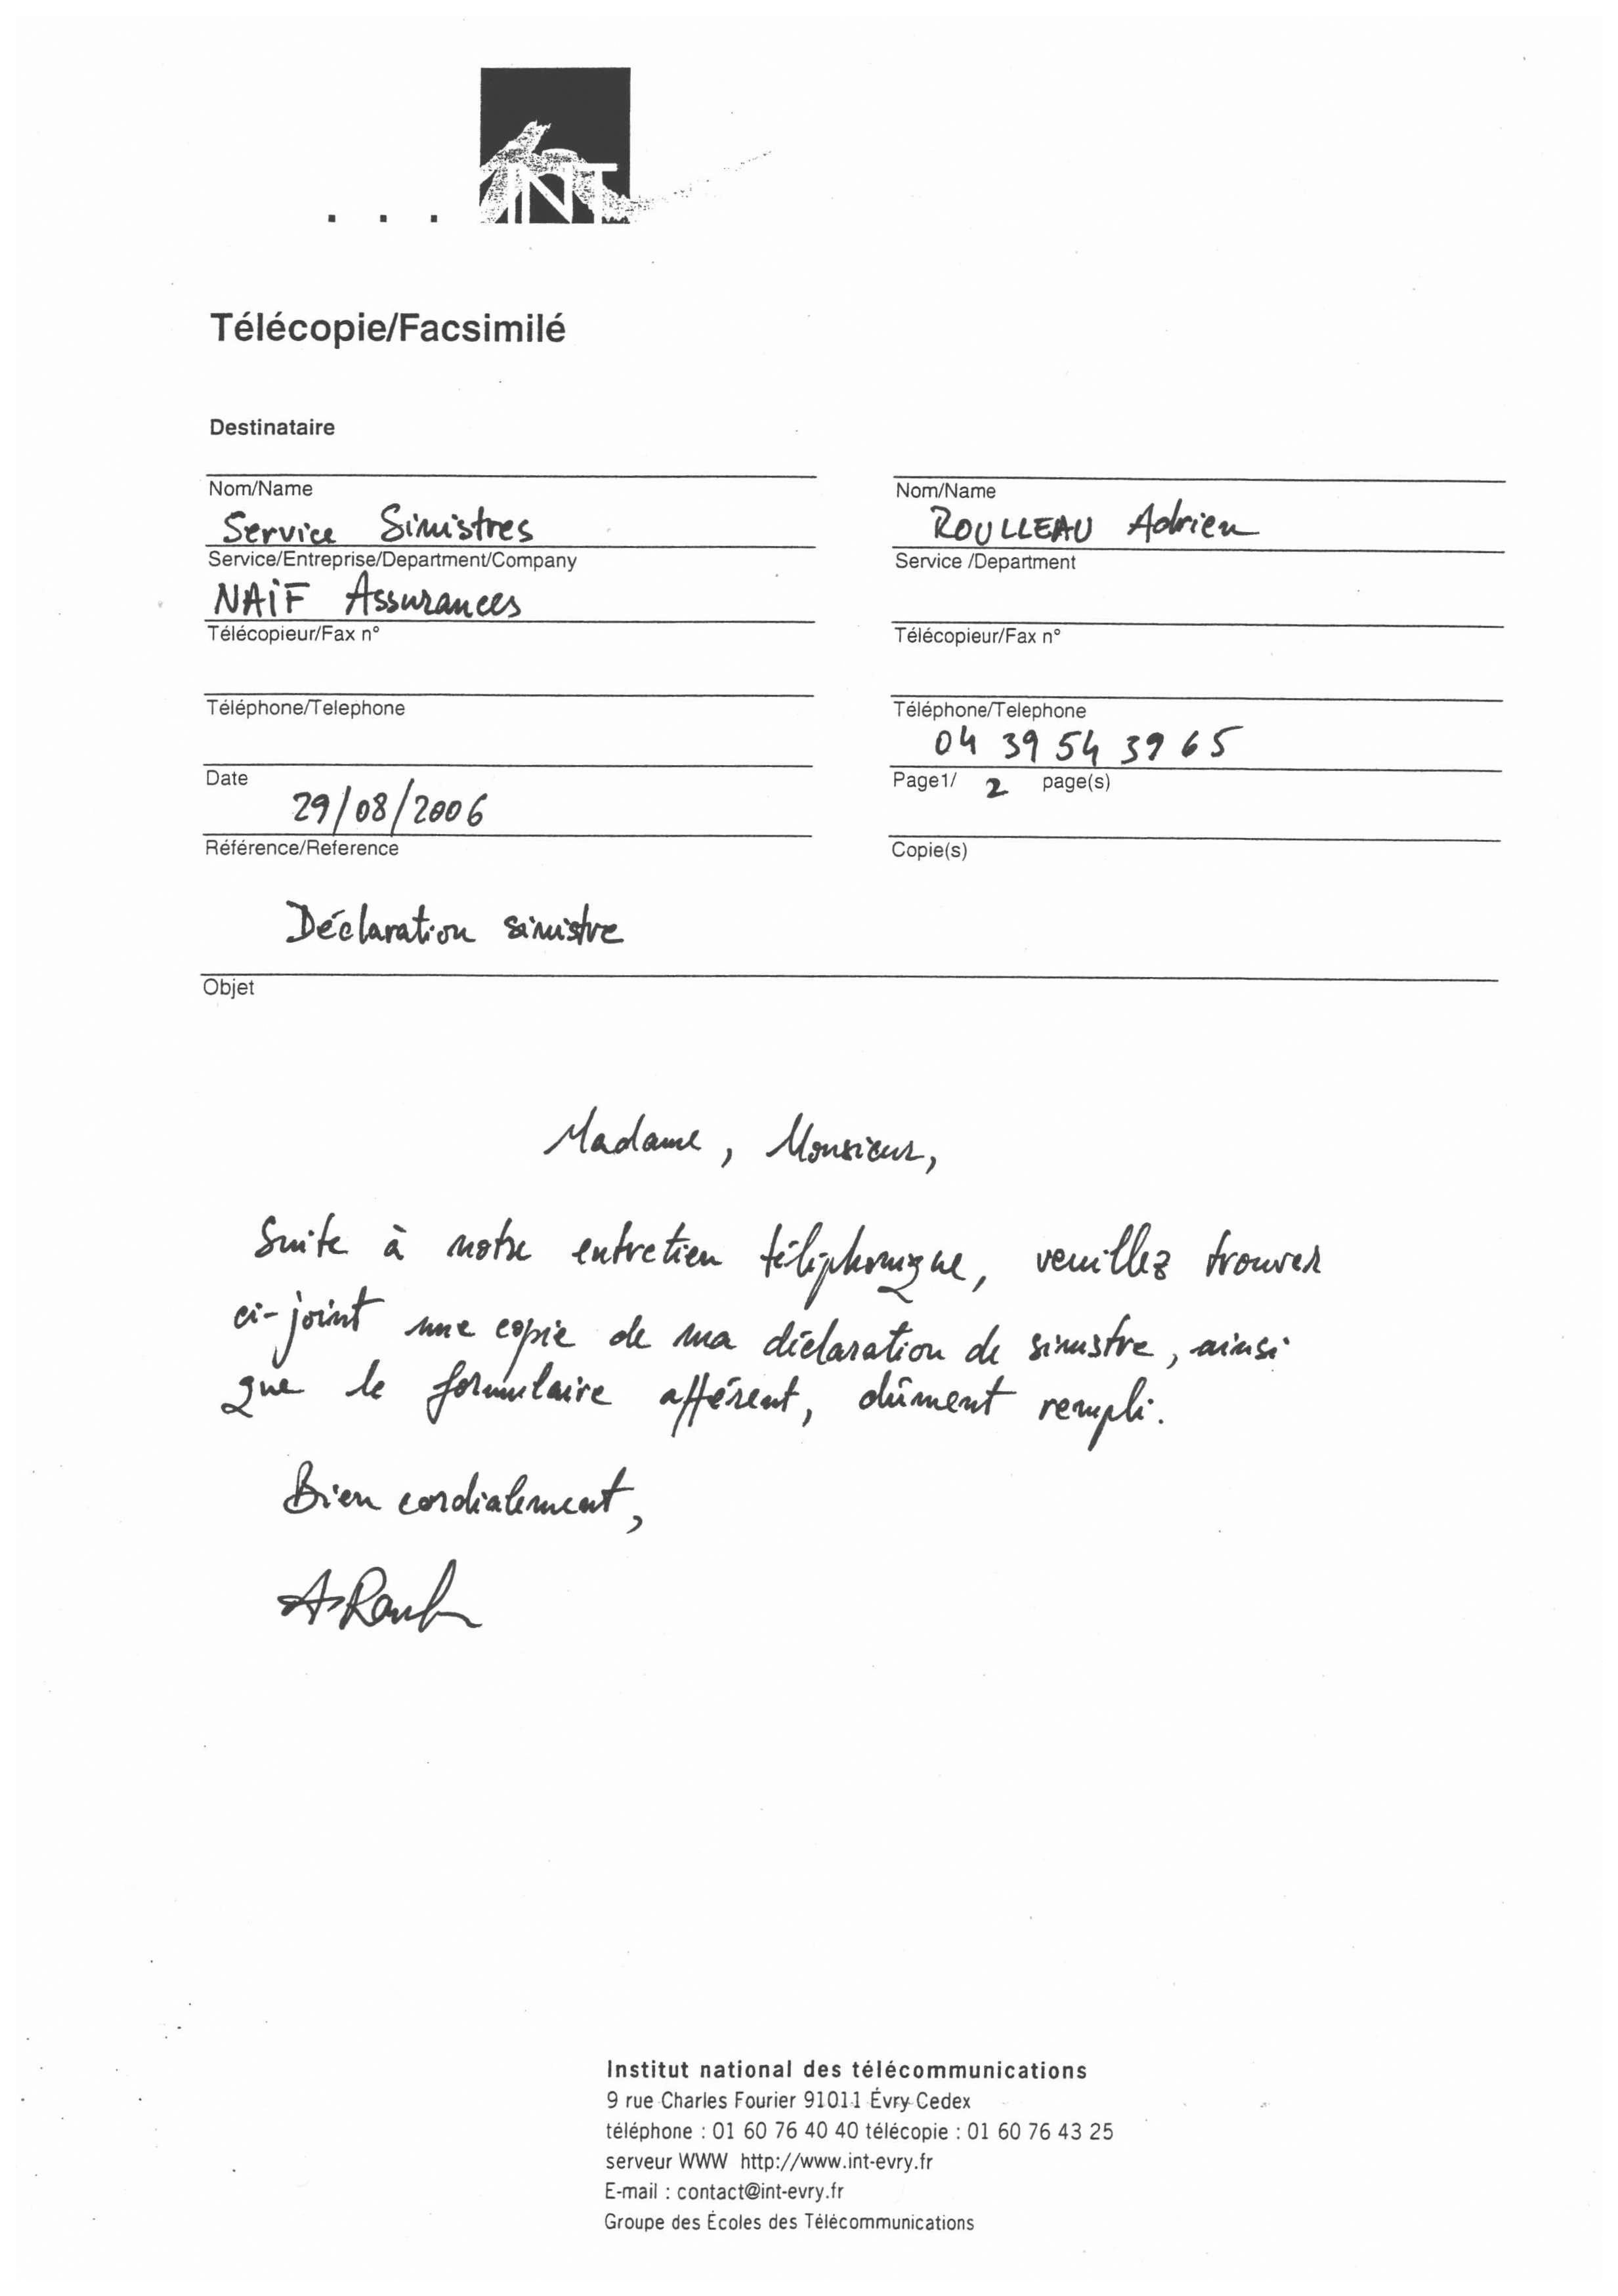 INT
Télécopie/Facsimilé
Destinataire
Nom/Name
Service Sinistres
Service/Entreprise/Department/Company
NAIF Assurances
Télécopieur/Fax n°
Téléphone/Telephone
Date
29/08/2006
Référence/Reference
Nom/Name
ROULLEAU Adrien
Service /Department
Télécopieur/Fax n°
Téléphone/Telephone
04 39 54 39 65
Page1/ 2 page(s)
Copie(s)
Déclaration sinistre
Objet
Madame, Monsieur,
Suite à notre entretien téléphonique, veuillez trouver
ci-joint une copie de ma déclaration de sinistre, ainsi
que le formulaire afférent, dûment rempli.
Bien cordialement,
Institut national des télécommunications
9 rue Charles Fourier 91011 Évry Cedex
téléphone : 01 60 76 40 40 télécopie : 01 60 76 43 25
serveur WWW http://www.int-evry.fr
E-mail : contact@int-evry.fr
Groupe des Écoles des Télécommunications